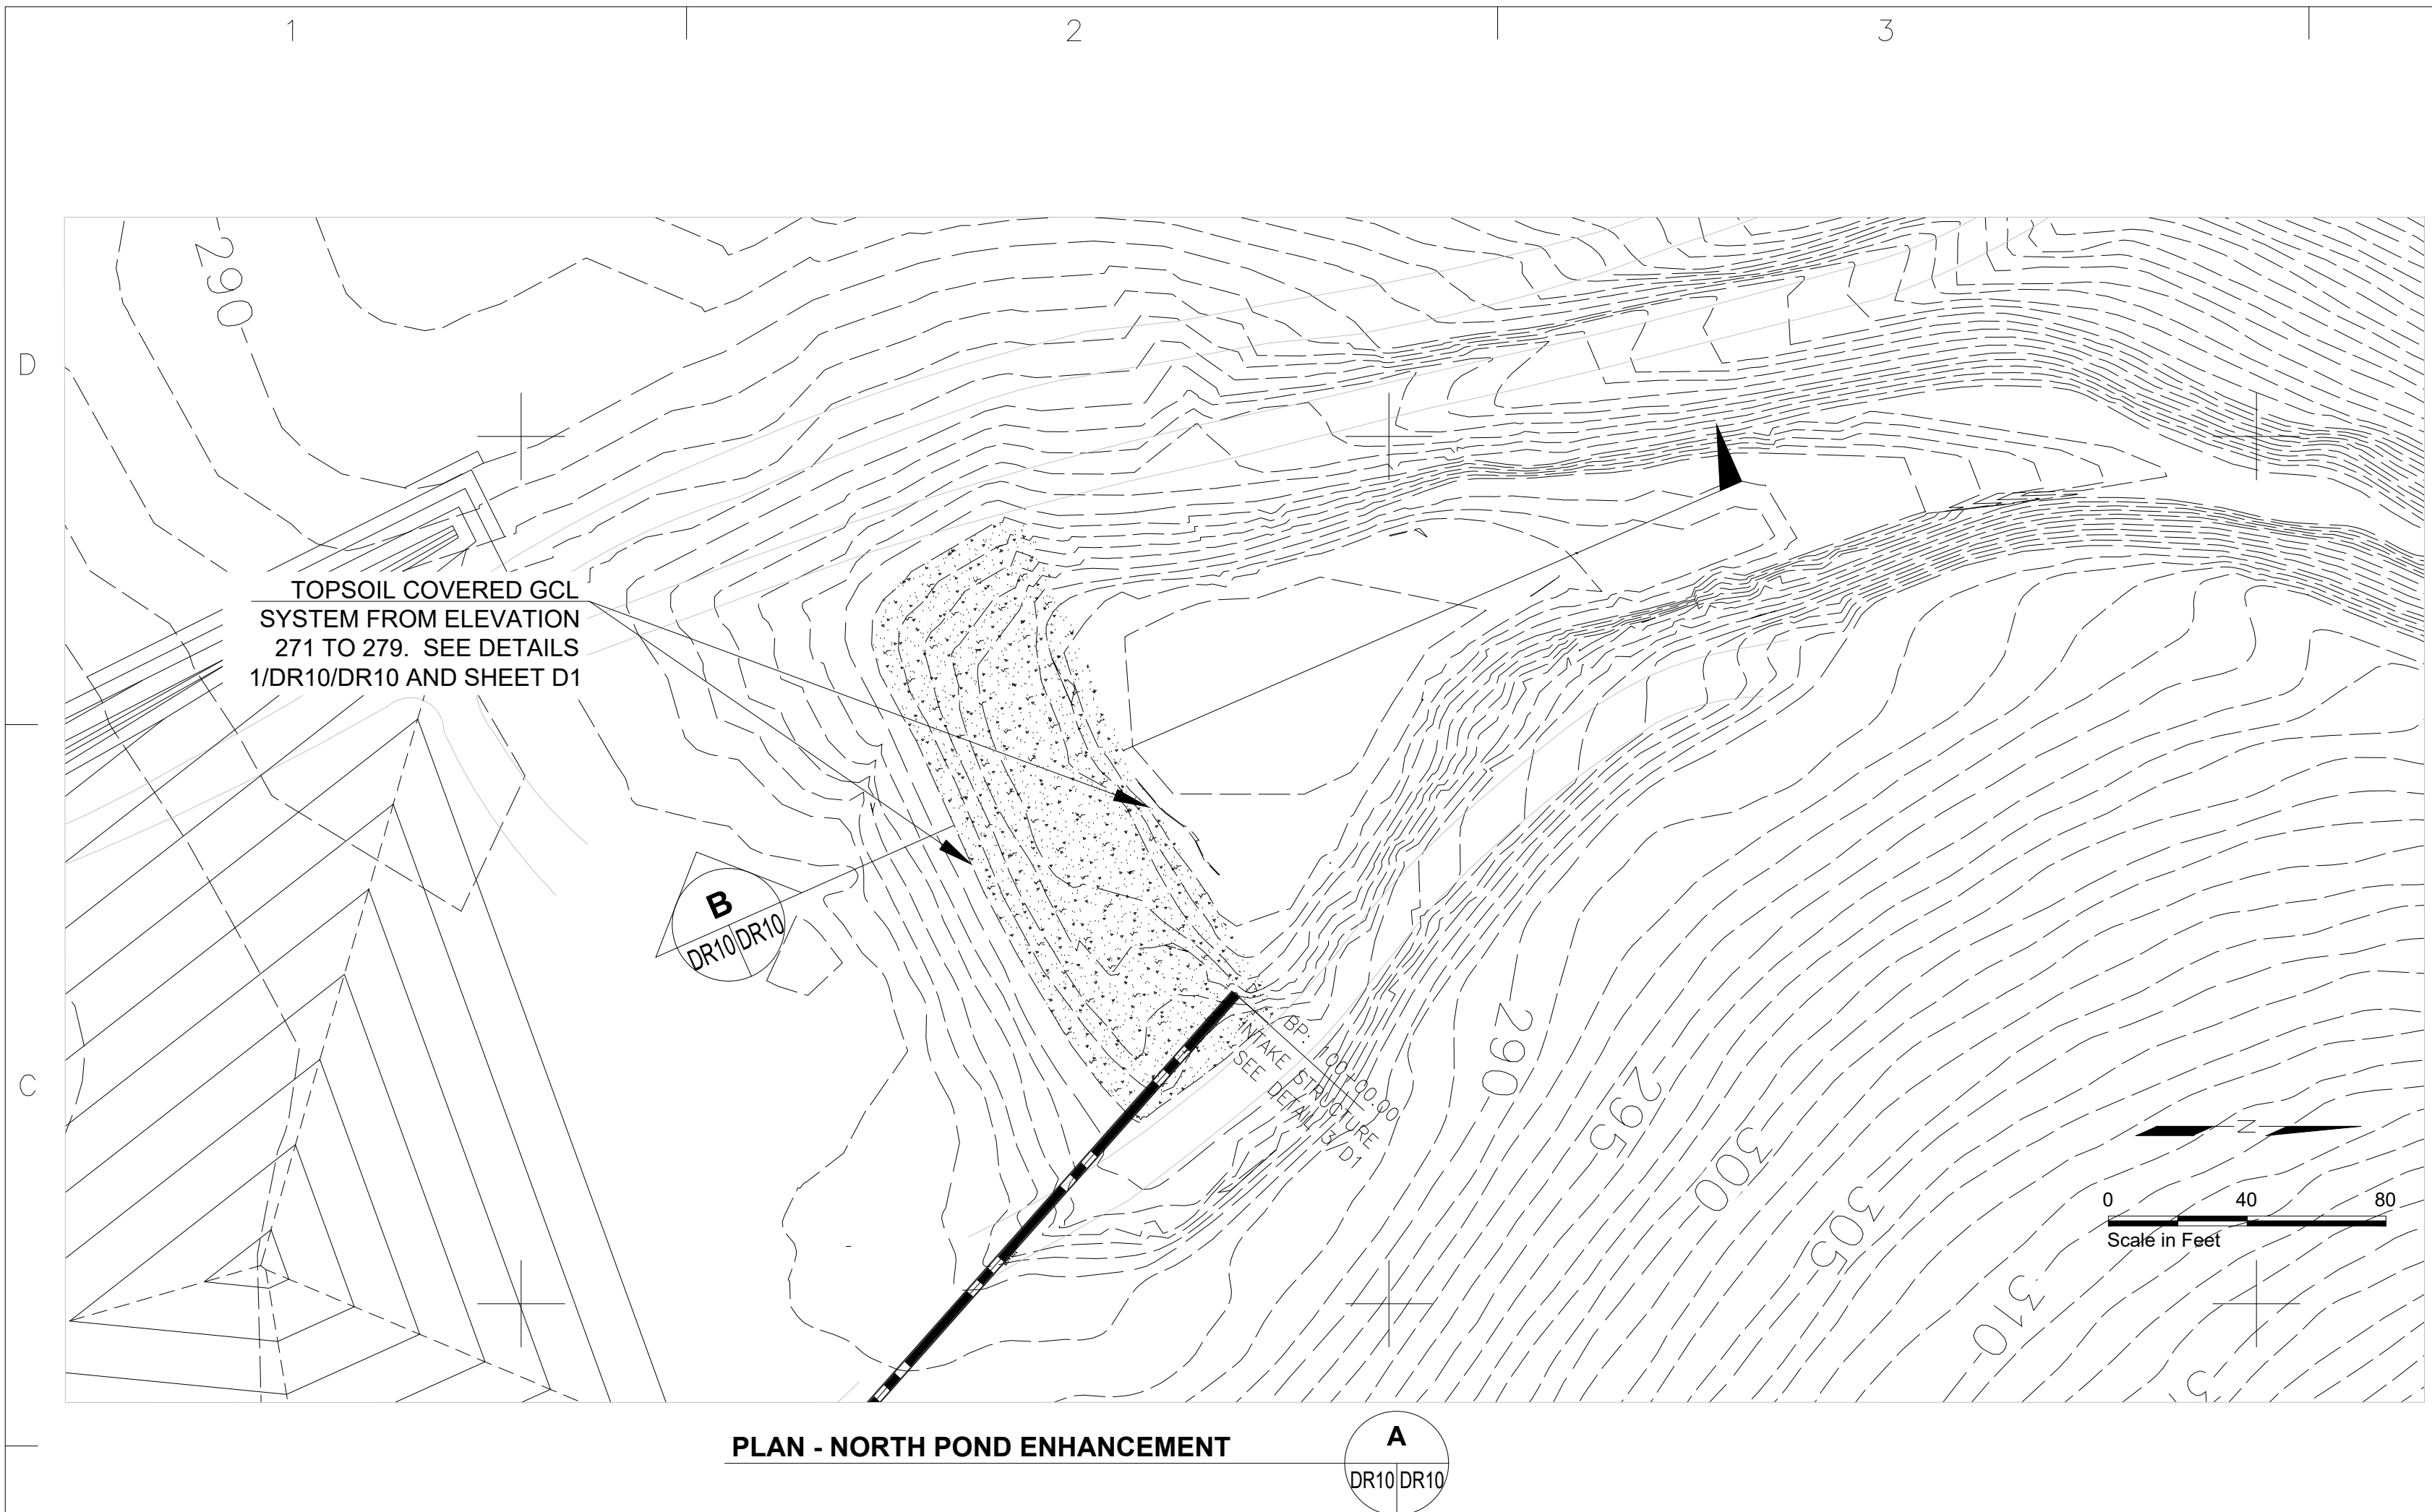 1
2
3
D
290
TOPSOIL COVERED GCL
SYSTEM FROM ELEVATION
271 TO 279.  SEE DETAILS
1/DR10/DR10 AND SHEET D1
B
DR10 DR10
BP: 100+00.00
INTAKE STRUCTURE
SEE DETAIL 3/D1
C
290
295
300
305
310
N
0 40 80
Scale in Feet
PLAN - NORTH POND ENHANCEMENT
A
DR10 DR10